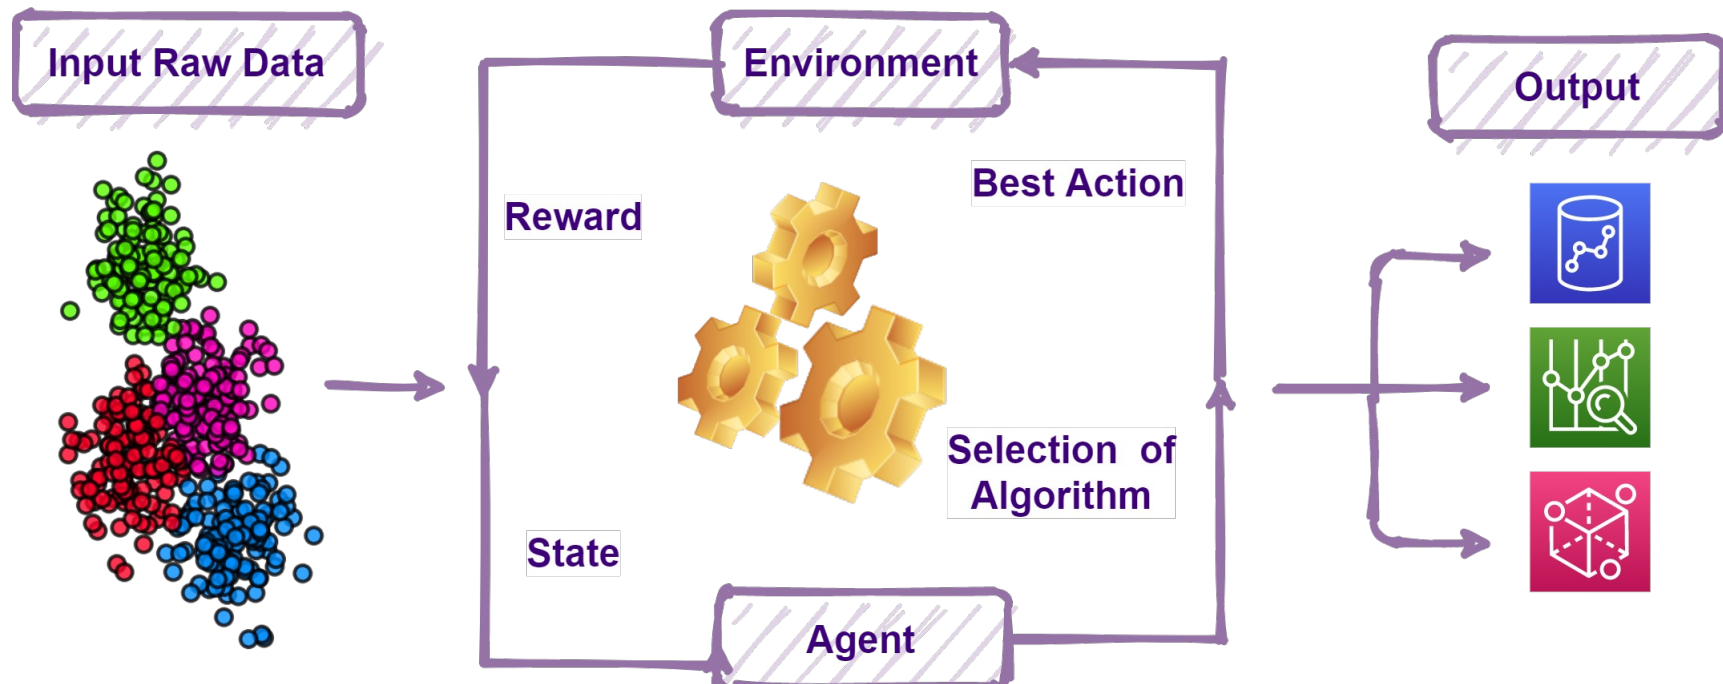 Input Raw Data
Environment
Output
Reward
Best Action
Selection of
Algorithm
State
Agent